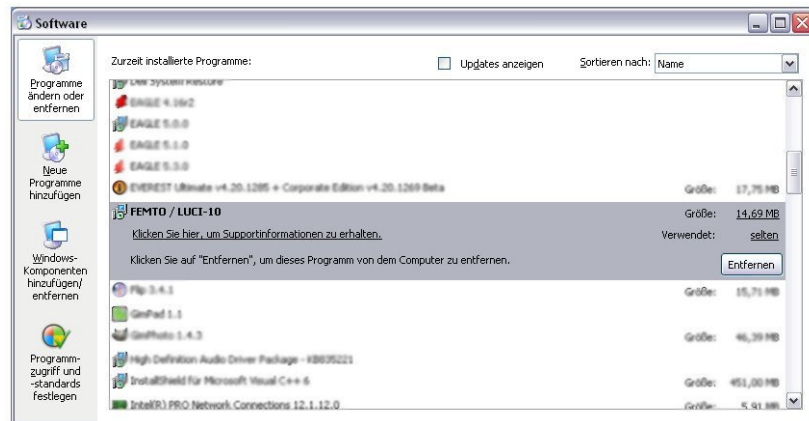 Software
Zurzeit installierte Programme:
Updates anzeigen
Sortieren nach: Name
Programme
ändern oder
entfernen
Neue
Programme
hinzufügen
Windows-
Komponenten
hinzufügen/
entfernen
Programm-
zugriff und
-standards
festlegen
Dell System Restore
EAGLE 4.16r2
EAGLE 5.0.0
EAGLE 5.1.0
EAGLE 5.3.0
EVEREST Ultimate v4.20.1285 + Corporate Edition v4.20.1269 Beta Größe: 17,75 MB
FEMTO / LUCI-10 Größe: 14,69 MB
Klicken Sie hier, um Supportinformationen zu erhalten. Verwendet: selten
Klicken Sie auf "Entfernen", um dieses Programm von dem Computer zu entfernen. Entfernen
Flip 3.4.1 Größe: 15,71 MB
GimPad 1.1
GimPhoto 1.4.3 Größe: 46,39 MB
High Definition Audio Driver Package - KB835221
InstallShield für Microsoft Visual C++ 6 Größe: 451,00 MB
Intel(R) PRO Network Connections 12.1.12.0 Größe: 5,91 MB